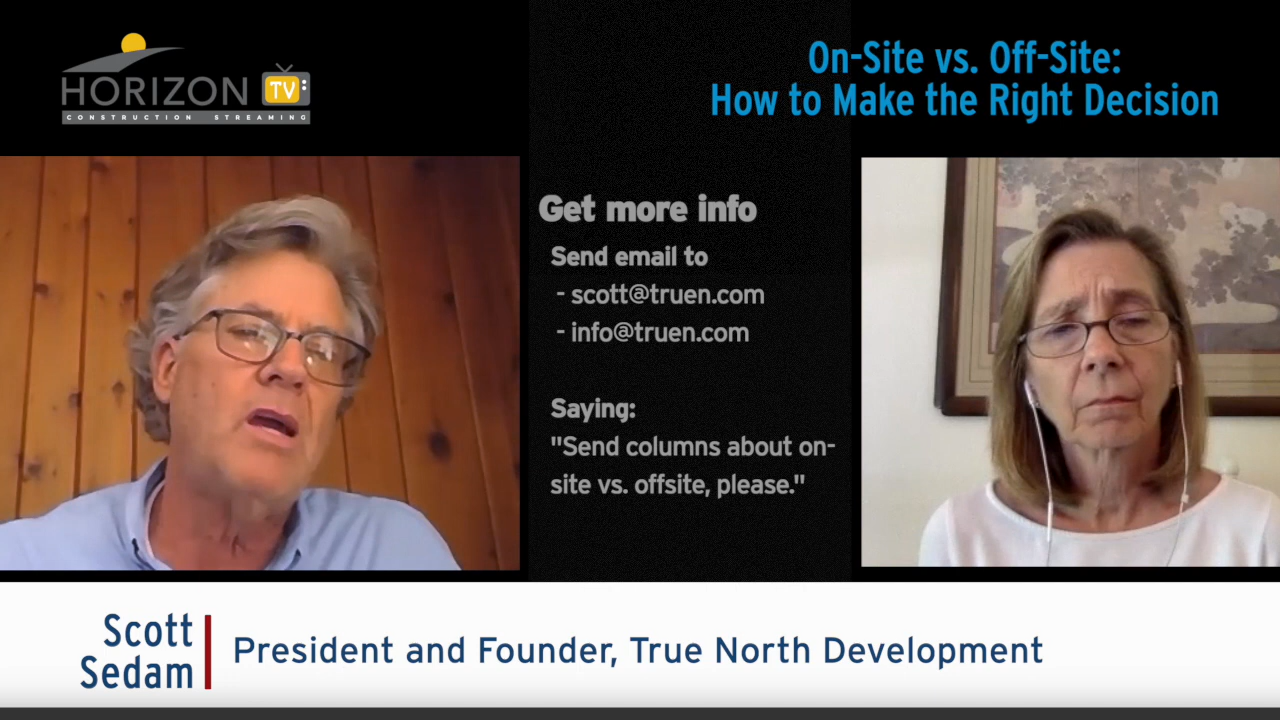 HORIZON TV
CONSTRUCTION STREAMING
On-Site vs. Off-Site:
How to Make the Right Decision
Get more info
Send email to
- scott@truen.com
- info@truen.com
Saying:
"Send columns about on-
site vs. offsite, please."
Scott
Sedam
President and Founder, True North Development